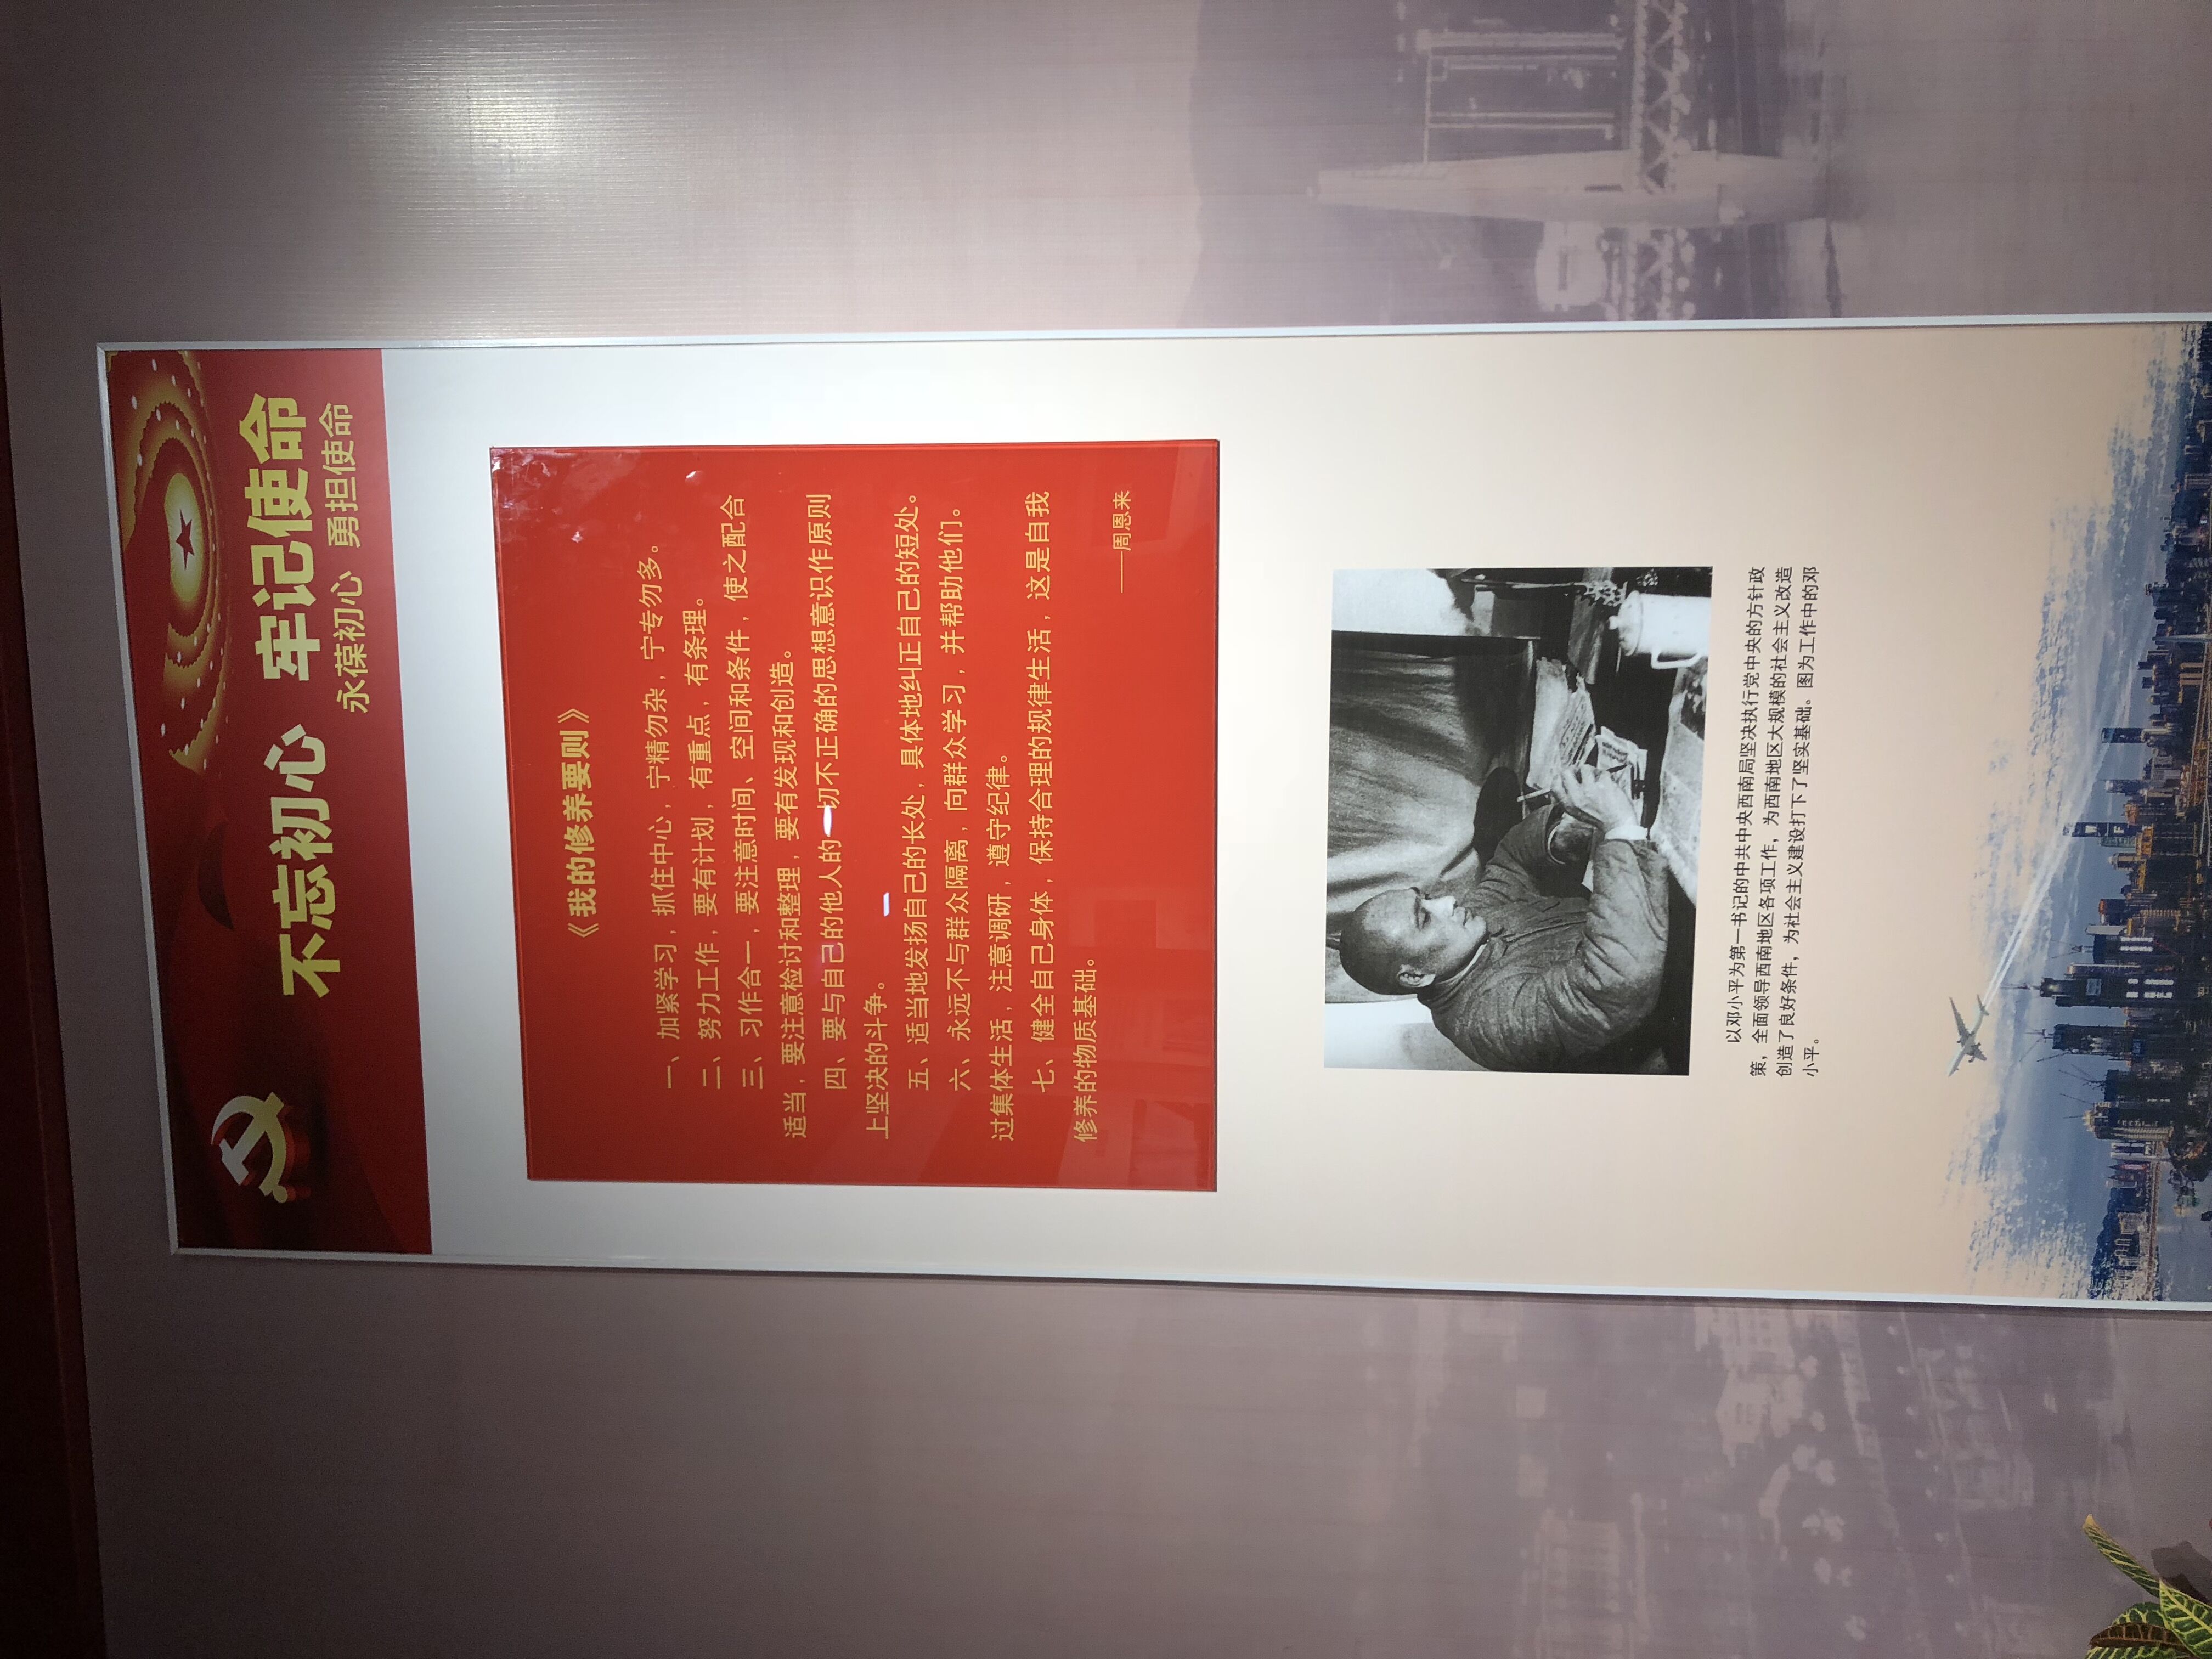 不忘初心 牢记使命
永葆初心 勇担使命
《我的修养要则》
一、加紧学习，抓住中心，宁精勿杂，宁专勿多。
二、努力工作，要有计划，有重点，有条理。
三、习作合一，要注意时间、空间和条件，使之配合
适当，要注意检讨和整理，要有发现和创造。
四、要与自己的他人的一切不正确的思想意识作原则
上坚决的斗争。
五、适当地发扬自己的长处，具体地纠正自己的短处。
六、永远不与群众隔离，向群众学习，并帮助他们。
过集体生活，注意调研，遵守纪律。
七、健全自己身体，保持合理的规律生活，这是自我
修养的物质基础。
——周恩来
以邓小平为第一书记的中共中央西南局坚决执行党中央的方针政
策，全面领导西南地区各项工作，为西南地区大规模的社会主义改造
创造了良好条件，为社会主义建设打下了坚实基础。图为工作中的邓
小平。